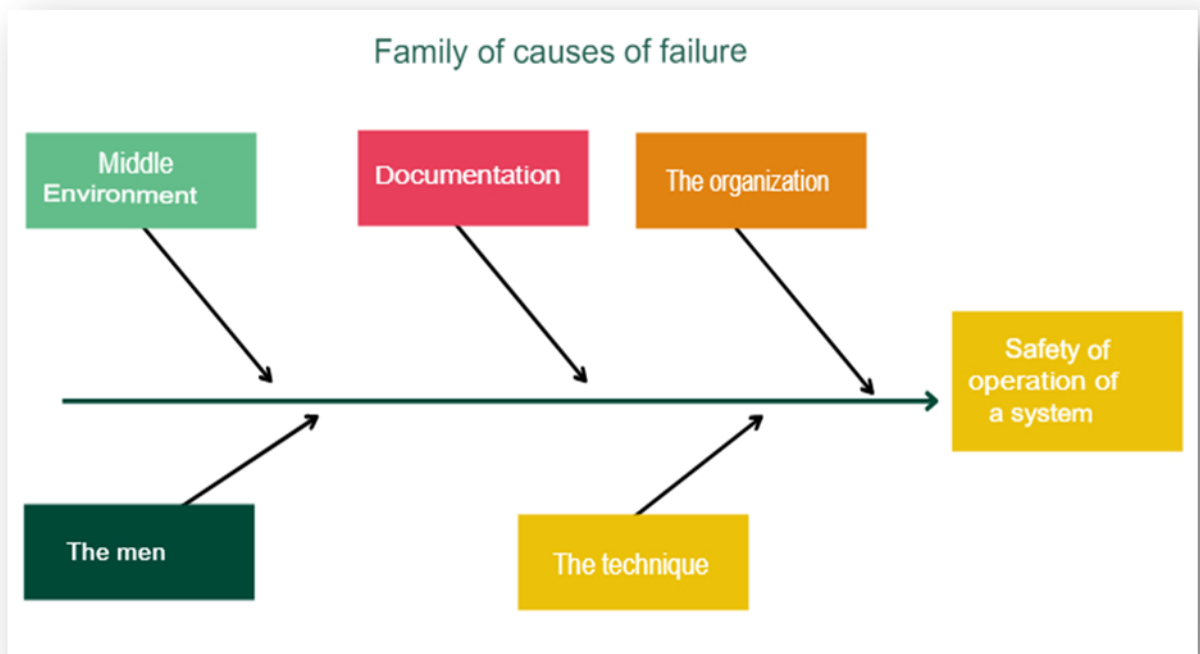 Family of causes of failure
Middle
Environment
Documentation
The organization
Safety of
operation of
a system
The men
The technique